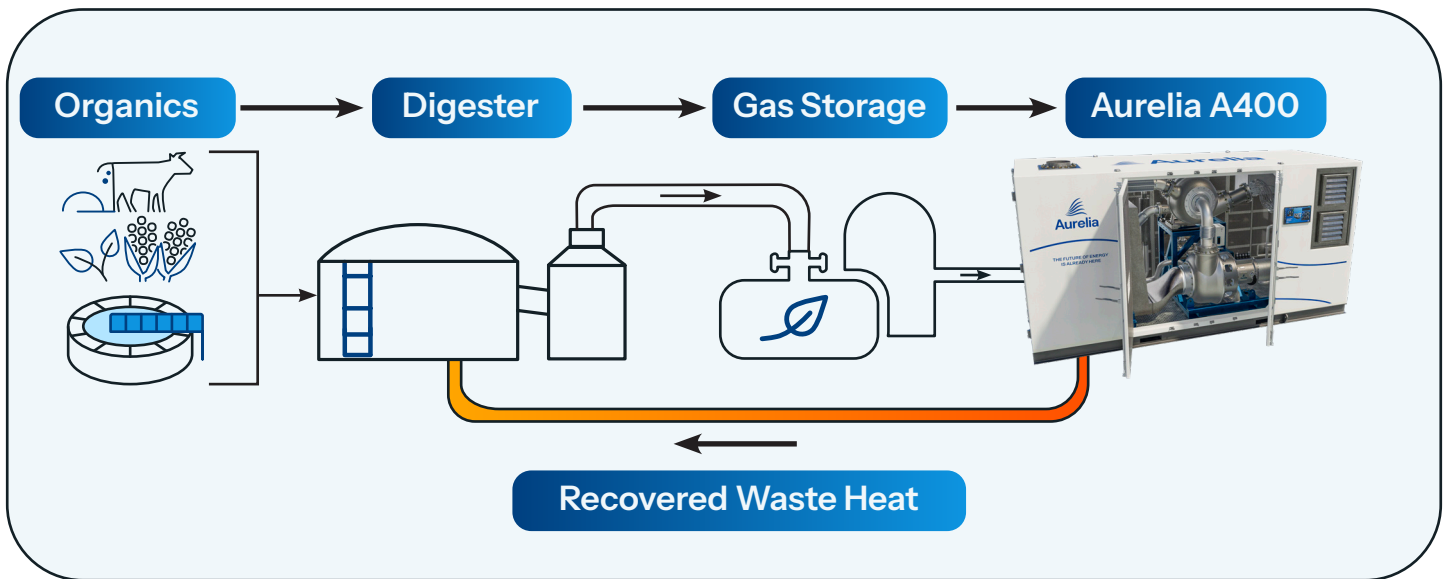 Organics
Digester
Gas Storage
Aurelia A400
Aurelia
Aurelia
THE FUTURE OF ENERGY
IS ALREADY HERE
Recovered Waste Heat